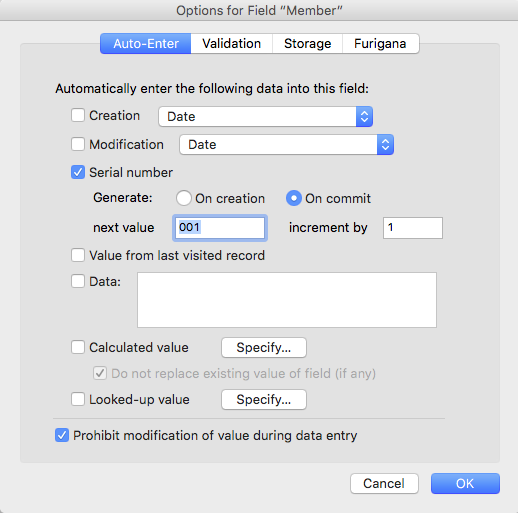 Options for Field “Member”
Auto-Enter Validation Storage Furigana
Automatically enter the following data into this field:
Creation Date
Modification Date
Serial number
Generate: On creation On commit
next value 001 increment by 1
Value from last visited record
Data:
Calculated value Specify...
Do not replace existing value of field (if any)
Looked-up value Specify...
Prohibit modification of value during data entry
Cancel OK